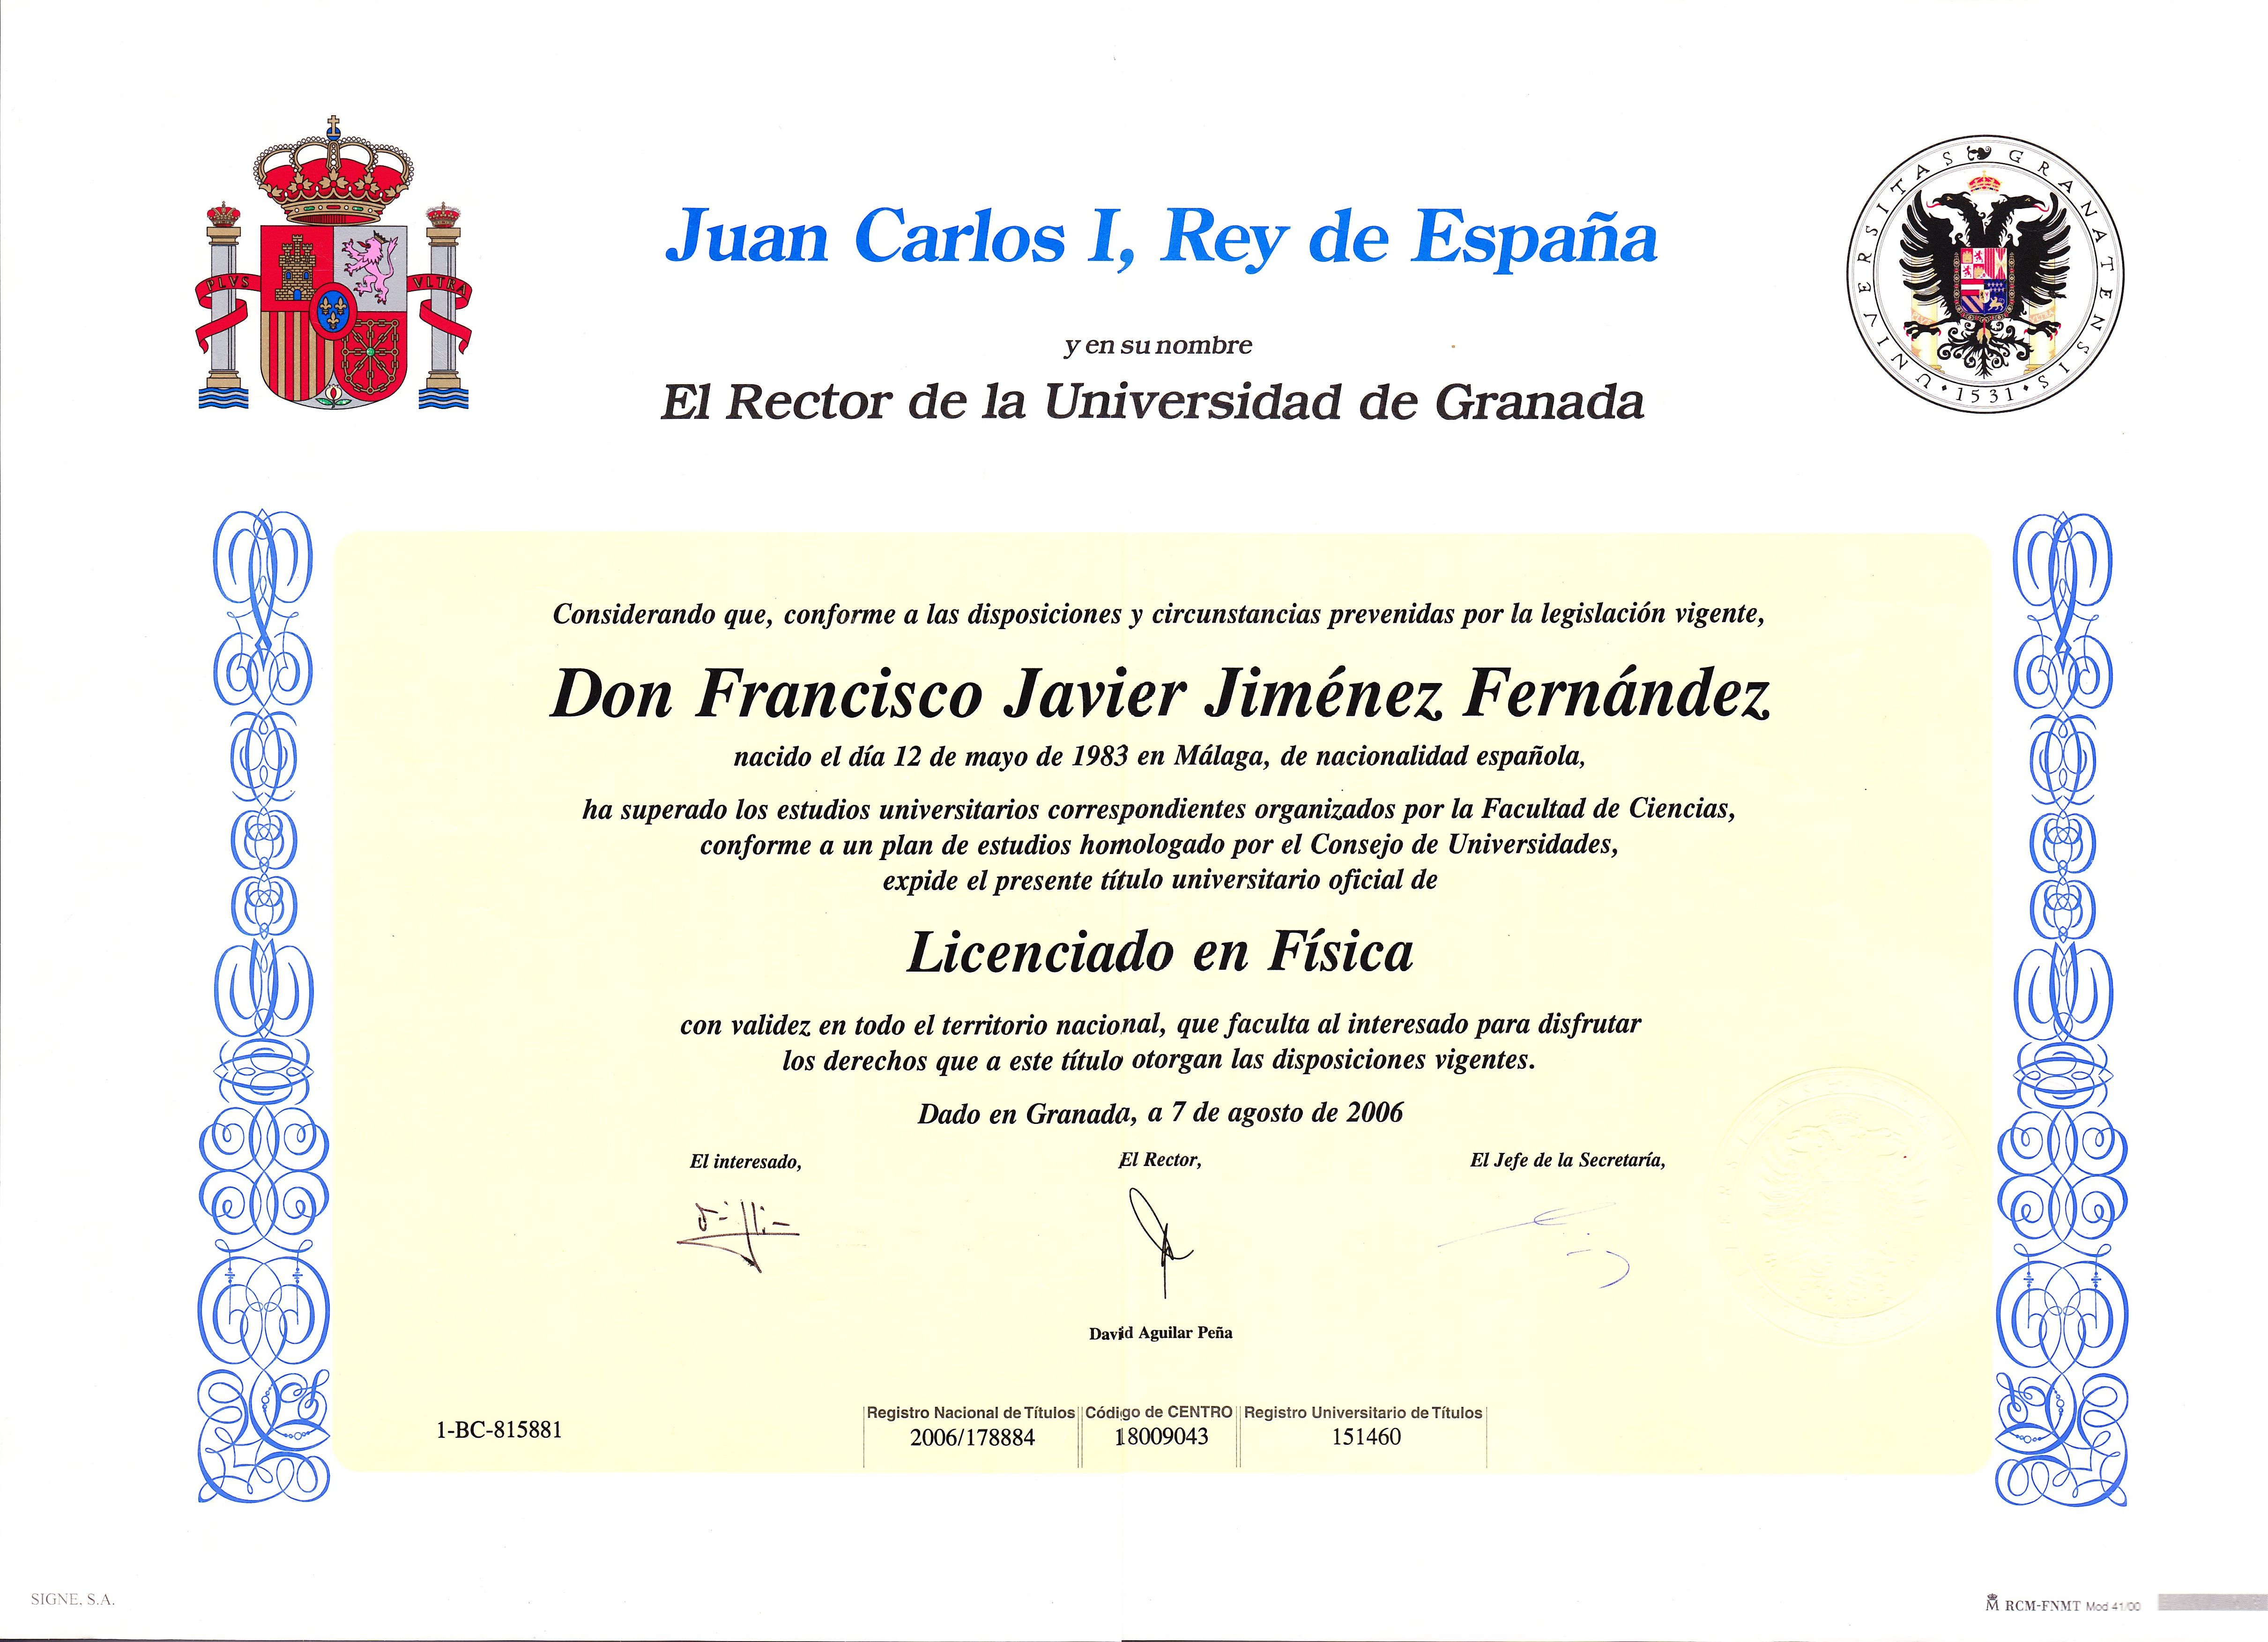 PLVS VLTRA
UNIVERSITAS GRANATENSIS
1531
Juan Carlos I, Rey de España
y en su nombre
El Rector de la Universidad de Granada
Considerando que, conforme a las disposiciones y circunstancias prevenidas por la legislación vigente,
Don Francisco Javier Jiménez Fernández
nacido el día 12 de mayo de 1983 en Málaga, de nacionalidad española,
ha superado los estudios universitarios correspondientes organizados por la Facultad de Ciencias,
conforme a un plan de estudios homologado por el Consejo de Universidades,
expide el presente título universitario oficial de
Licenciado en Física
con validez en todo el territorio nacional, que faculta al interesado para disfrutar
los derechos que a este título otorgan las disposiciones vigentes.
Dado en Granada, a 7 de agosto de 2006
El interesado, El Rector, El Jefe de la Secretaría,
David Aguilar Peña
Registro Nacional de Títulos Código de CENTRO Registro Universitario de Títulos
1-BC-815881 2006/178884 18009043 151460
SIGNE, S.A. M RCM-FNMT Mod 41/00